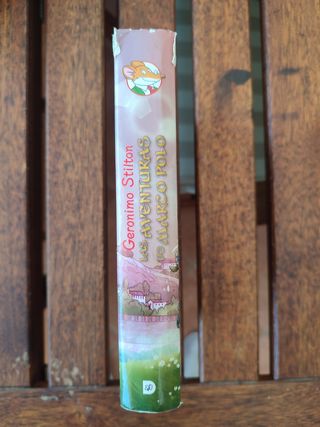 Geronimo Stilton
LAS AVENTURAS
DE MARCO POLO
D